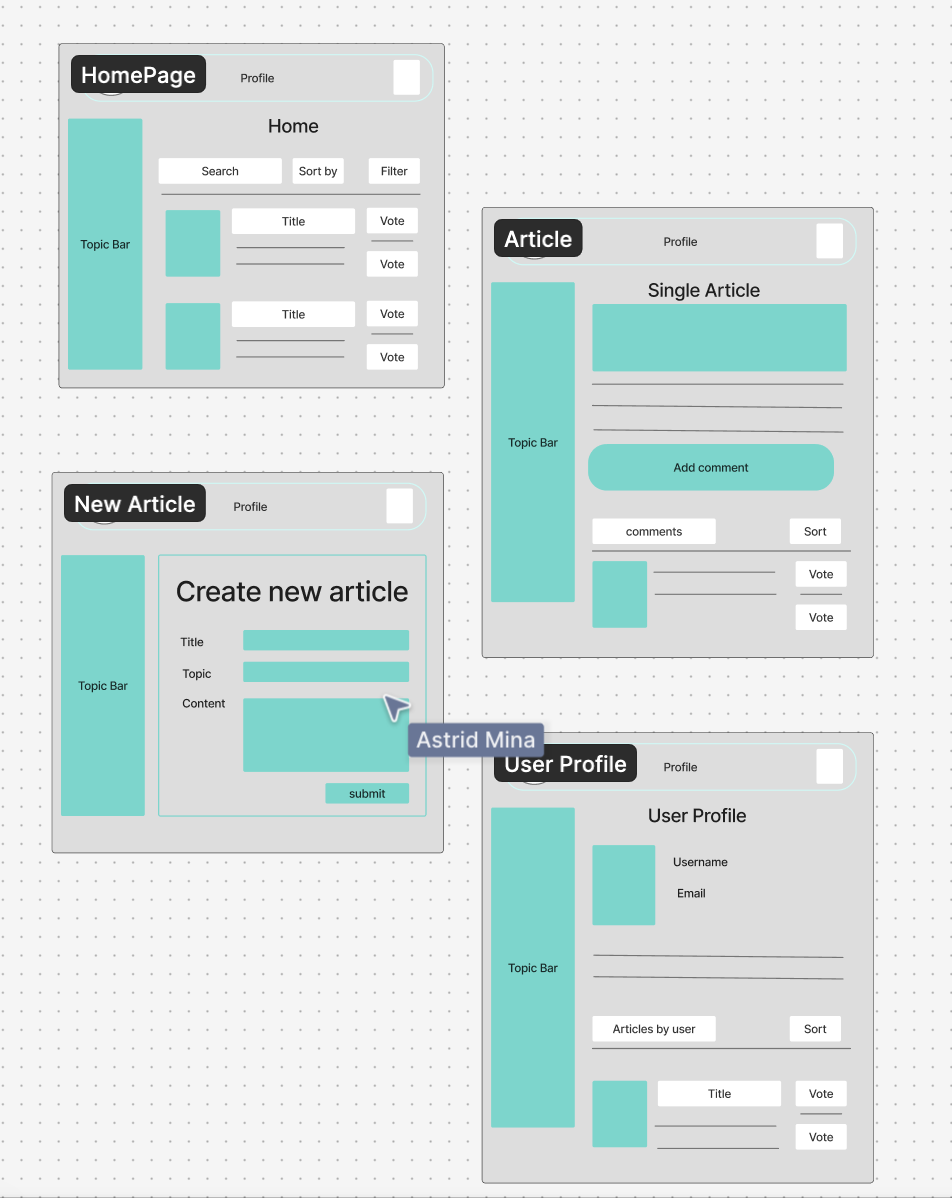 HomePage
Profile
Home
Search
Sort by
Filter
Topic Bar
Title
Vote
Vote
Title
Vote
Vote
Article
Profile
Single Article
Topic Bar
Add comment
comments
Sort
Vote
Vote
New Article
Profile
Create new article
Title
Topic
Content
Topic Bar
submit
Astrid Mina
User Profile
Profile
User Profile
Username
Email
Topic Bar
Articles by user
Sort
Title
Vote
Vote